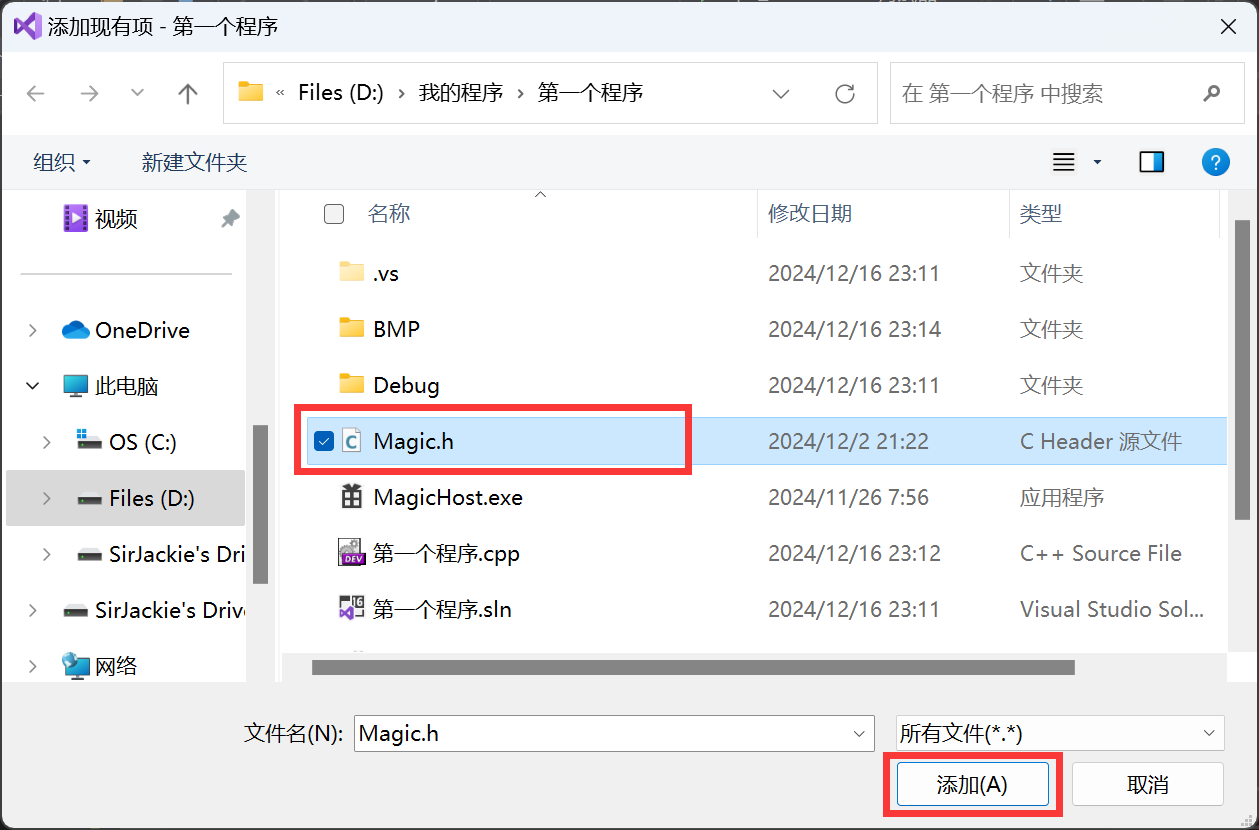 添加现有项 - 第一个程序
« Files (D:) › 我的程序 › 第一个程序
在 第一个程序 中搜索
组织
新建文件夹
视频
OneDrive
此电脑
OS (C:)
Files (D:)
SirJackie's Dri
SirJackie's Drive
网络
名称 修改日期 类型
.vs 2024/12/16 23:11 文件夹
BMP 2024/12/16 23:14 文件夹
Debug 2024/12/16 23:11 文件夹
Magic.h 2024/12/2 21:22 C Header 源文件
MagicHost.exe 2024/11/26 7:56 应用程序
第一个程序.cpp 2024/12/16 23:12 C++ Source File
第一个程序.sln 2024/12/16 23:11 Visual Studio Sol...
文件名(N): Magic.h
所有文件(*.*)
添加(A)
取消